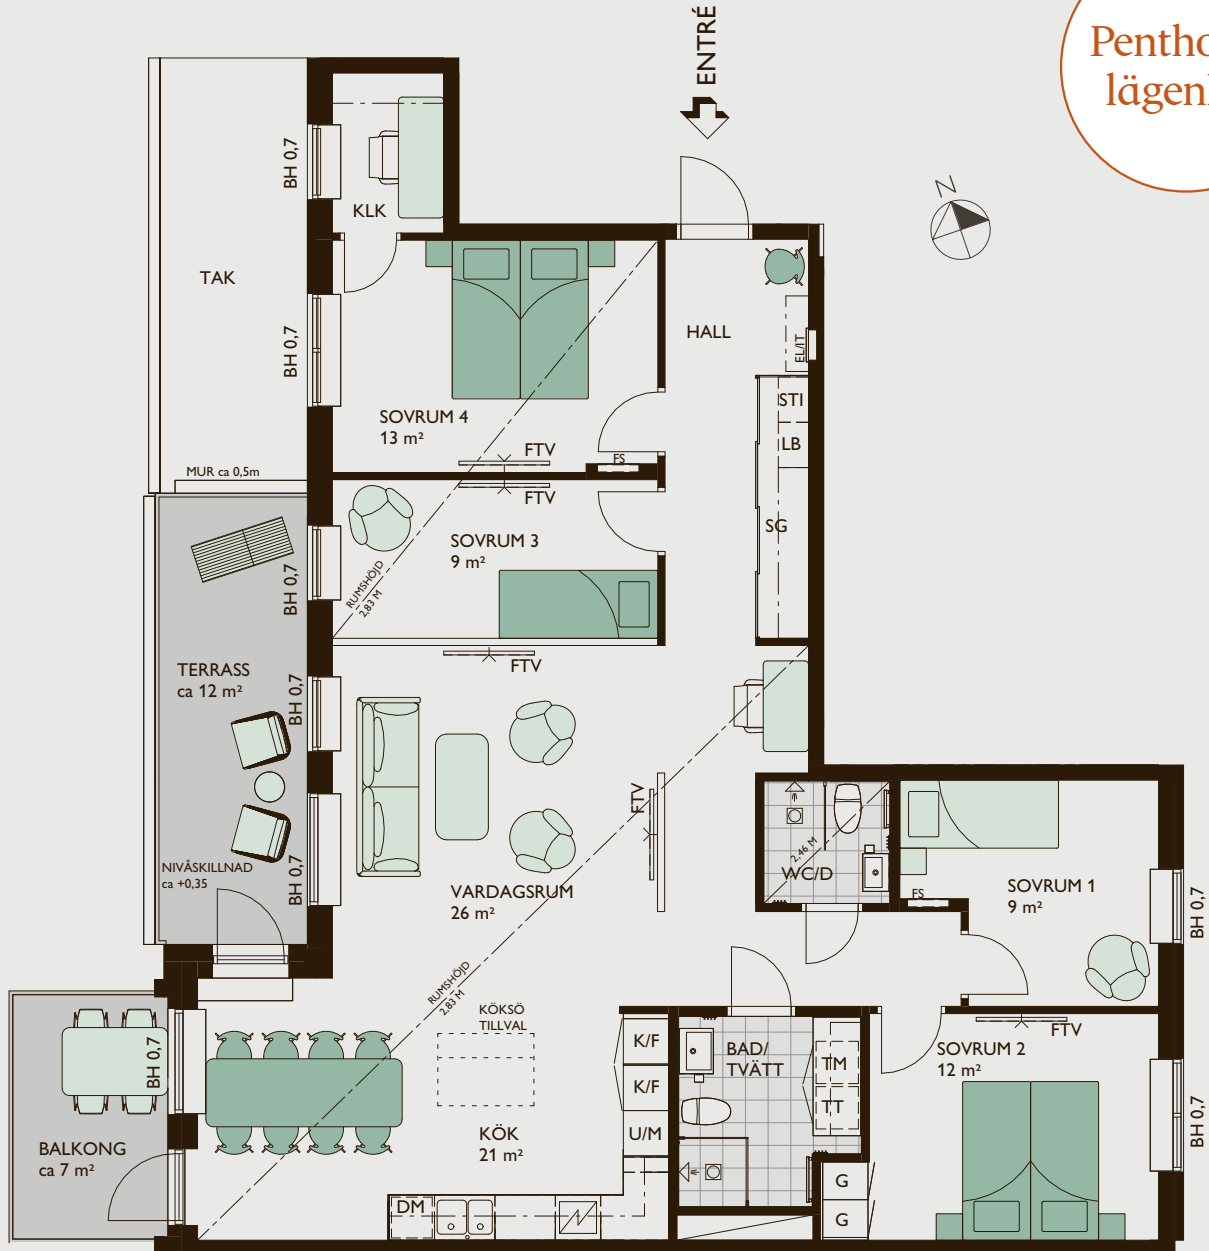 ENTRÉ
Pentho
lägenl
N
BH 0,7
KLK
TAK
BH 0,7
HALL
EL/IT
STI
LB
SOVRUM 4
13 m²
FTV
FS
MUR ca 0,5m
FTV
SG
SOVRUM 3
9 m²
BH 0,7
RUMSHÖJD
2,83 M
FTV
TERRASS
ca 12 m²
BH 0,7
FTV
2,46 M
WC/D
NIVÅSKILLNAD
ca +0,35
BH 0,7
VARDAGSRUM
26 m²
FS
SOVRUM 1
9 m²
BH 0,7
RUMSHÖJD
2,83 M
KÖKSÖ
TILLVAL
K/F
K/F
U/M
BAD/
TVÄTT
TM
TT
FTV
SOVRUM 2
12 m²
BH 0,7
BH 0,7
BALKONG
ca 7 m²
KÖK
21 m²
DM
G
G